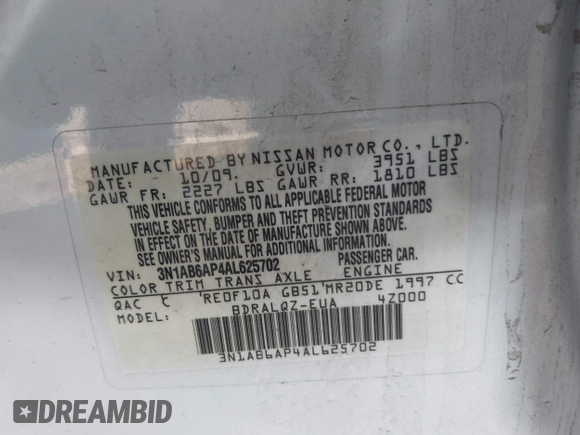 MANUFACTURED BY NISSAN MOTOR CO., LTD.
DATE: 10/09. GVWR: 3951 LBS
GAWR FR: 2227 LBS GAWR RR: 1810 LBS
THIS VEHICLE CONFORMS TO ALL APPLICABLE FEDERAL MOTOR
VEHICLE SAFETY, BUMPER AND THEFT PREVENTION STANDARDS
IN EFFECT ON THE DATE OF MANUFACTURE SHOWN ABOVE.
SEE OWNER'S MANUAL FOR ADDITIONAL INFORMATION.
VIN: 3N1AB6AP4AL625702 PASSENGER CAR.
COLOR TRIM TRANS AXLE ENGINE
QAC C RE0F10A GB51 MR20DE 1997 CC
MODEL: BDRALQZ-EUA 4Z000
3N1AB6AP4AL625702
DREAMBID